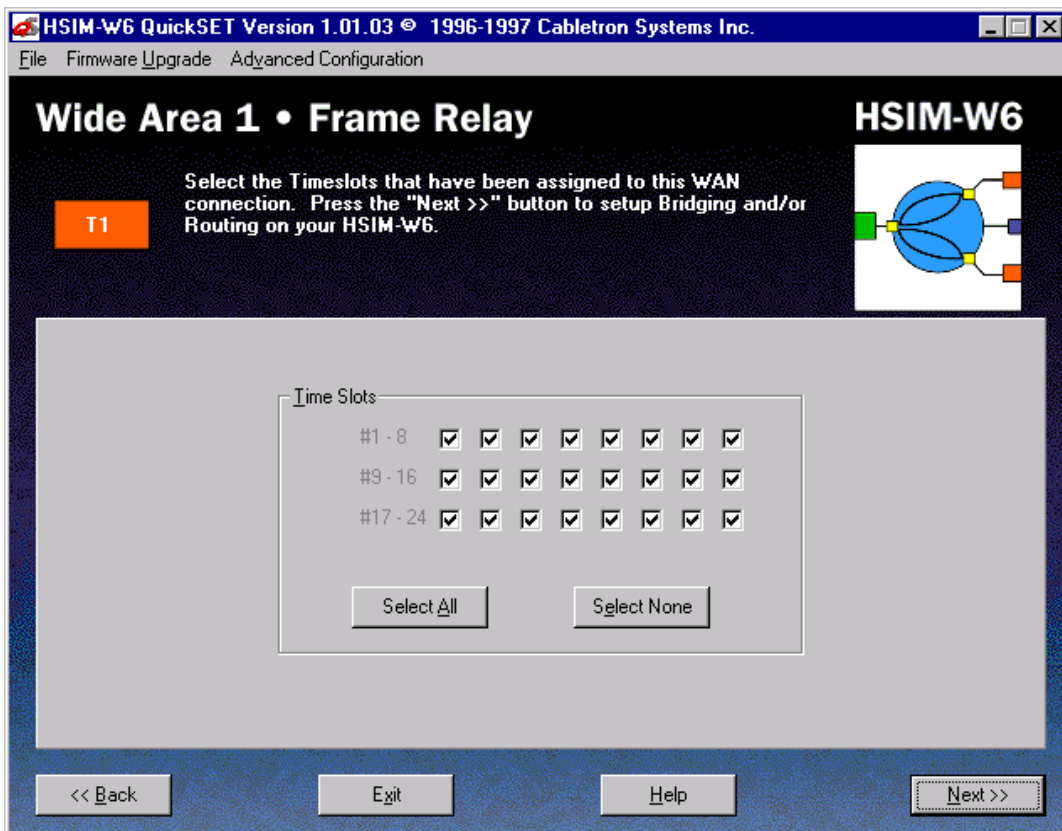 HSIM-W6 QuickSET Version 1.01.03 © 1996-1997 Cabletron Systems Inc.
File Firmware Upgrade Advanced Configuration
Wide Area 1 • Frame Relay
HSIM-W6
T1
Select the Timeslots that have been assigned to this WAN
connection. Press the "Next >>" button to setup Bridging and/or
Routing on your HSIM-W6.
Time Slots
#1 - 8
#9 - 16
#17 - 24
Select All
Select None
<< Back
Exit
Help
Next >>